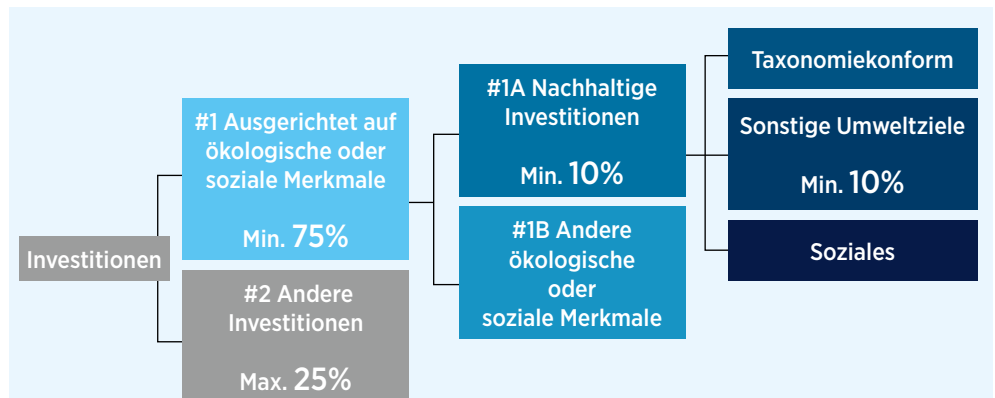 Investitionen
#1 Ausgerichtet auf
ökologische oder
soziale Merkmale
Min. 75%
#2 Andere
Investitionen
Max. 25%
#1A Nachhaltige
Investitionen
Min. 10%
#1B Andere
ökologische
oder
soziale Merkmale
Taxonomiekonform
Sonstige Umweltziele
Min. 10%
Soziales